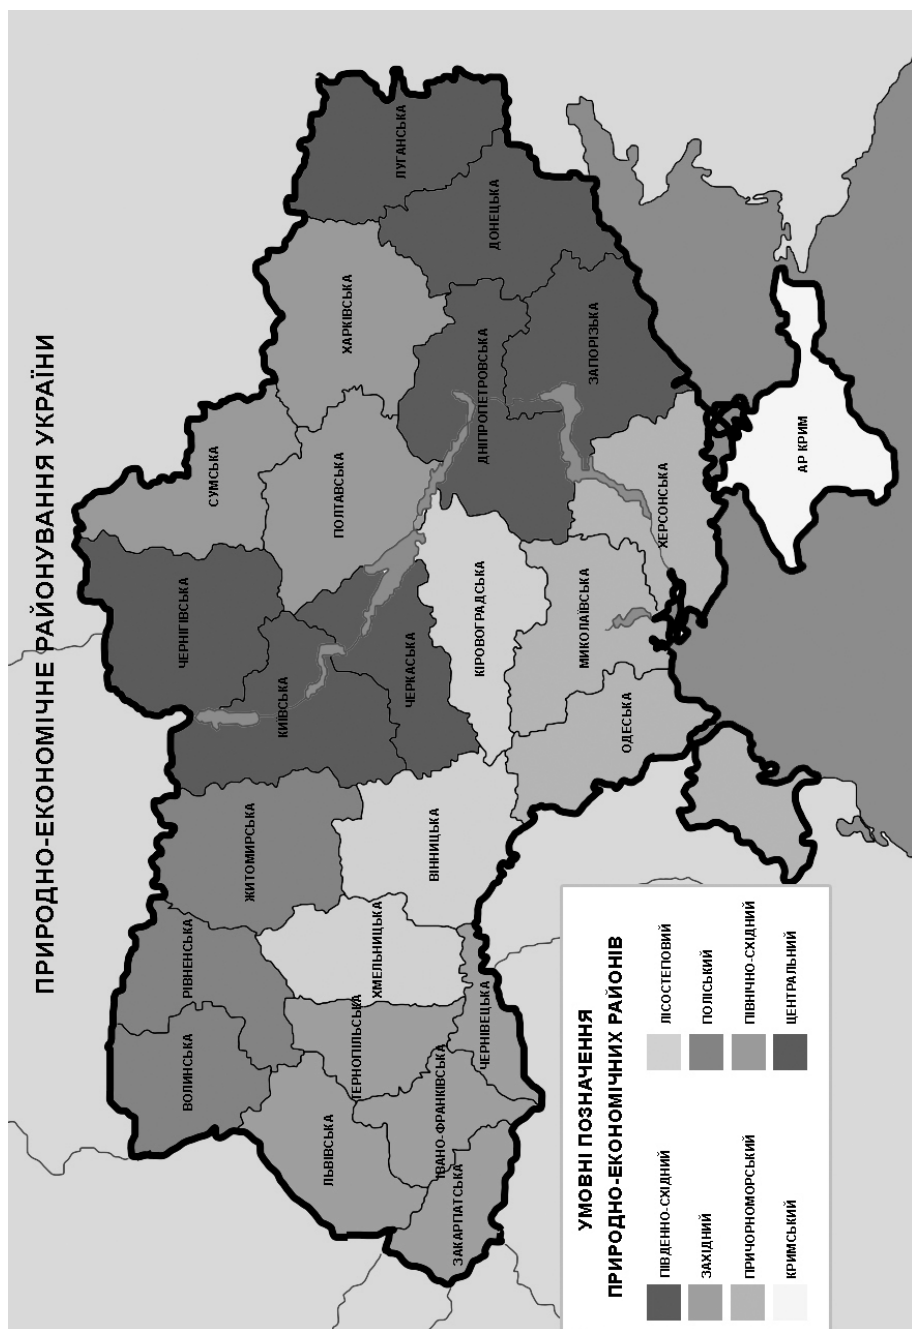 ПРИРОДНО-ЕКОНОМІЧНЕ РАЙОНУВАННЯ УКРАЇНИ
ВОЛИНСЬКА
РІВНЕНСЬКА
ЖИТОМИРСЬКА
КИЇВСЬКА
ЧЕРНІГІВСЬКА
СУМСЬКА
ЛЬВІВСЬКА
ТЕРНОПІЛЬСЬКА
ХМЕЛЬНИЦЬКА
ВІННИЦЬКА
ЧЕРКАСЬКА
ПОЛТАВСЬКА
ХАРКІВСЬКА
ЛУГАНСЬКА
ЗАКАРПАТСЬКА
ІВАНО-ФРАНКІВСЬКА
ЧЕРНІВЕЦЬКА
КІРОВОГРАДСЬКА
ДНІПРОПЕТРОВСЬКА
ДОНЕЦЬКА
ОДЕСЬКА
МИКОЛАЇВСЬКА
ХЕРСОНСЬКА
ЗАПОРІЗЬКА
АР КРИМ
УМОВНІ ПОЗНАЧЕННЯ
ПРИРОДНО-ЕКОНОМІЧНИХ РАЙОНІВ
ПІВДЕННО-СХІДНИЙ
ЗАХІДНИЙ
ПРИЧОРНОМОРСЬКИЙ
КРИМСЬКИЙ
ЛІСОСТЕПОВИЙ
ПОЛІСЬКИЙ
ПІВНІЧНО-СХІДНИЙ
ЦЕНТРАЛЬНИЙ